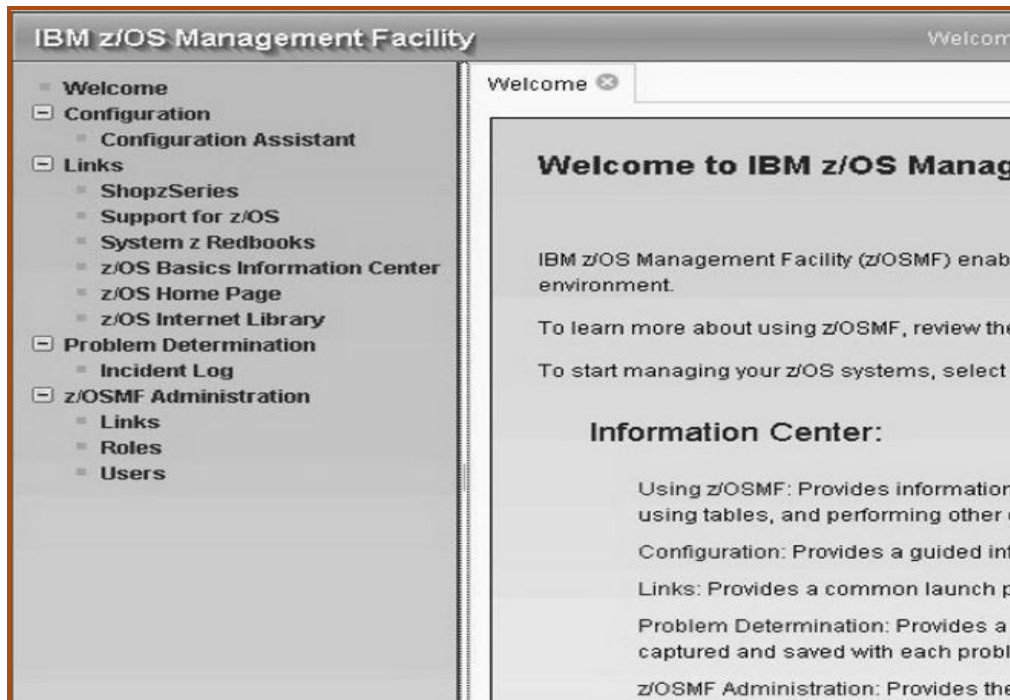 IBM z/OS Management Facility
Welcome
Configuration
Configuration Assistant
Links
ShopzSeries
Support for z/OS
System z Redbooks
z/OS Basics Information Center
z/OS Home Page
z/OS Internet Library
Problem Determination
Incident Log
z/OSMF Administration
Links
Roles
Users
Welcom
Welcome
Welcome to IBM z/OS Manag
IBM z/OS Management Facility (z/OSMF) enab
environment.
To learn more about using z/OSMF, review the
To start managing your z/OS systems, select
Information Center:
Using z/OSMF: Provides information
using tables, and performing other
Configuration: Provides a guided int
Links: Provides a common launch p
Problem Determination: Provides a
captured and saved with each probl
z/OSMF Administration: Provides the